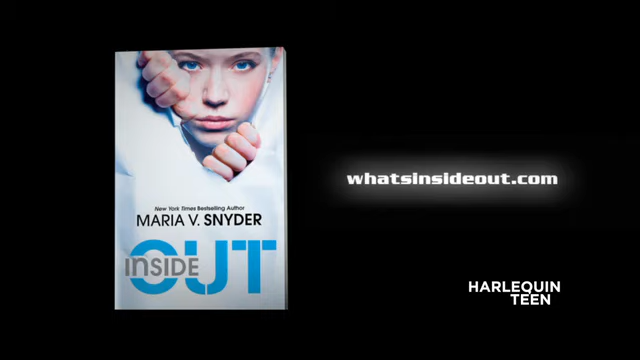 New York Times Bestselling Author
MARIA V. SNYDER
INSIDE
OUT
whatsinsideout.com
HARLEQUIN
TEEN